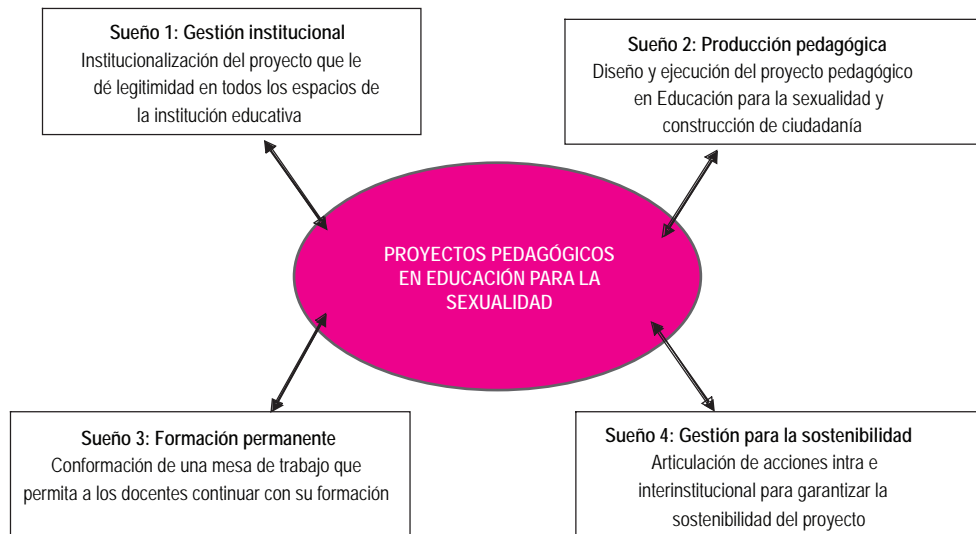 Sueño 1: Gestión institucional
Institucionalización del proyecto que le
dé legitimidad en todos los espacios de
la institución educativa
Sueño 2: Producción pedagógica
Diseño y ejecución del proyecto pedagógico
en Educación para la sexualidad y
construcción de ciudadanía
PROYECTOS PEDAGÓGICOS
EN EDUCACIÓN PARA LA
SEXUALIDAD
Sueño 3: Formación permanente
Conformación de una mesa de trabajo que
permita a los docentes continuar con su formación
Sueño 4: Gestión para la sostenibilidad
Articulación de acciones intra e
interinstitucional para garantizar la
sostenibilidad del proyecto